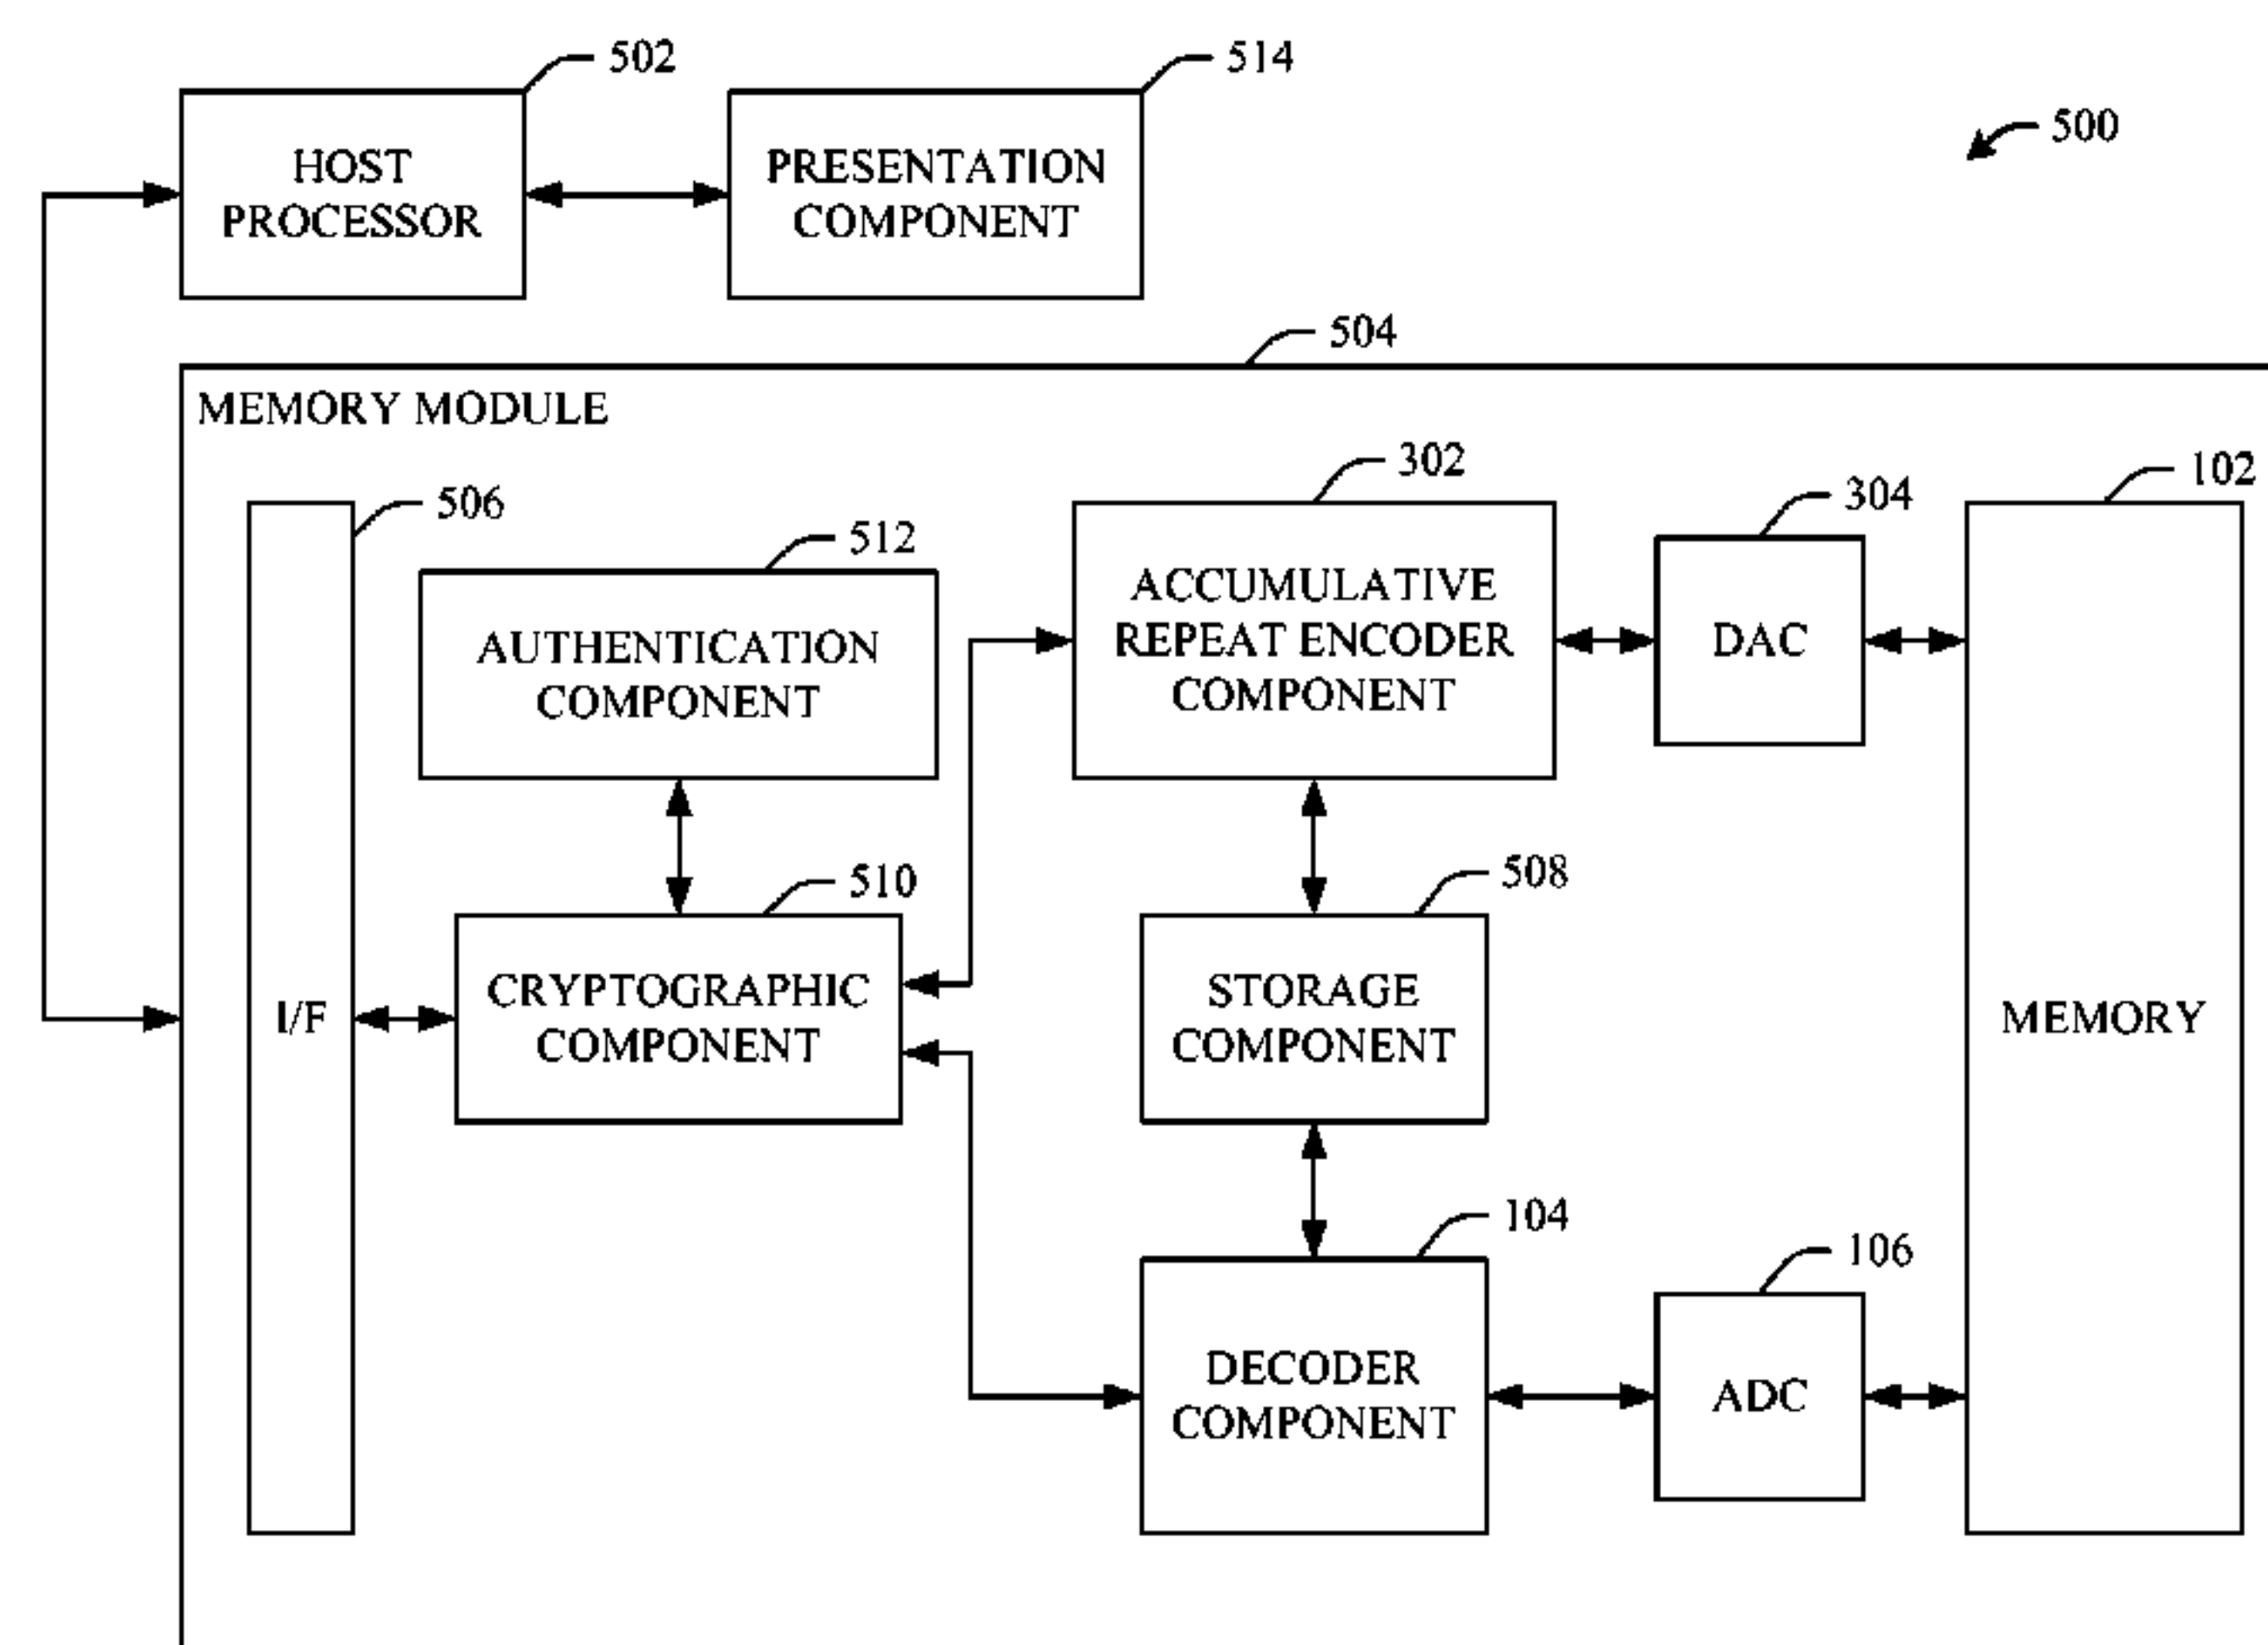 502
514
500
HOST
PROCESSOR
PRESENTATION
COMPONENT
504
MEMORY MODULE
302
102
304
506
512
ACCUMULATIVE
REPEAT ENCODER
COMPONENT
DAC
AUTHENTICATION
COMPONENT
510
508
CRYPTOGRAPHIC
COMPONENT
STORAGE
COMPONENT
I/F
MEMORY
104
106
DECODER
COMPONENT
ADC